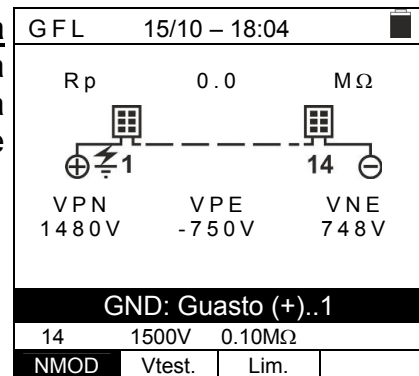 GFL 15/10 – 18:04
Rp 0.0 MΩ
1 14
VPN VPE VNE
1480V -750V 748V
GND: Guasto (+)..1
14 1500V 0.10MΩ
NMOD Vtest. Lim.